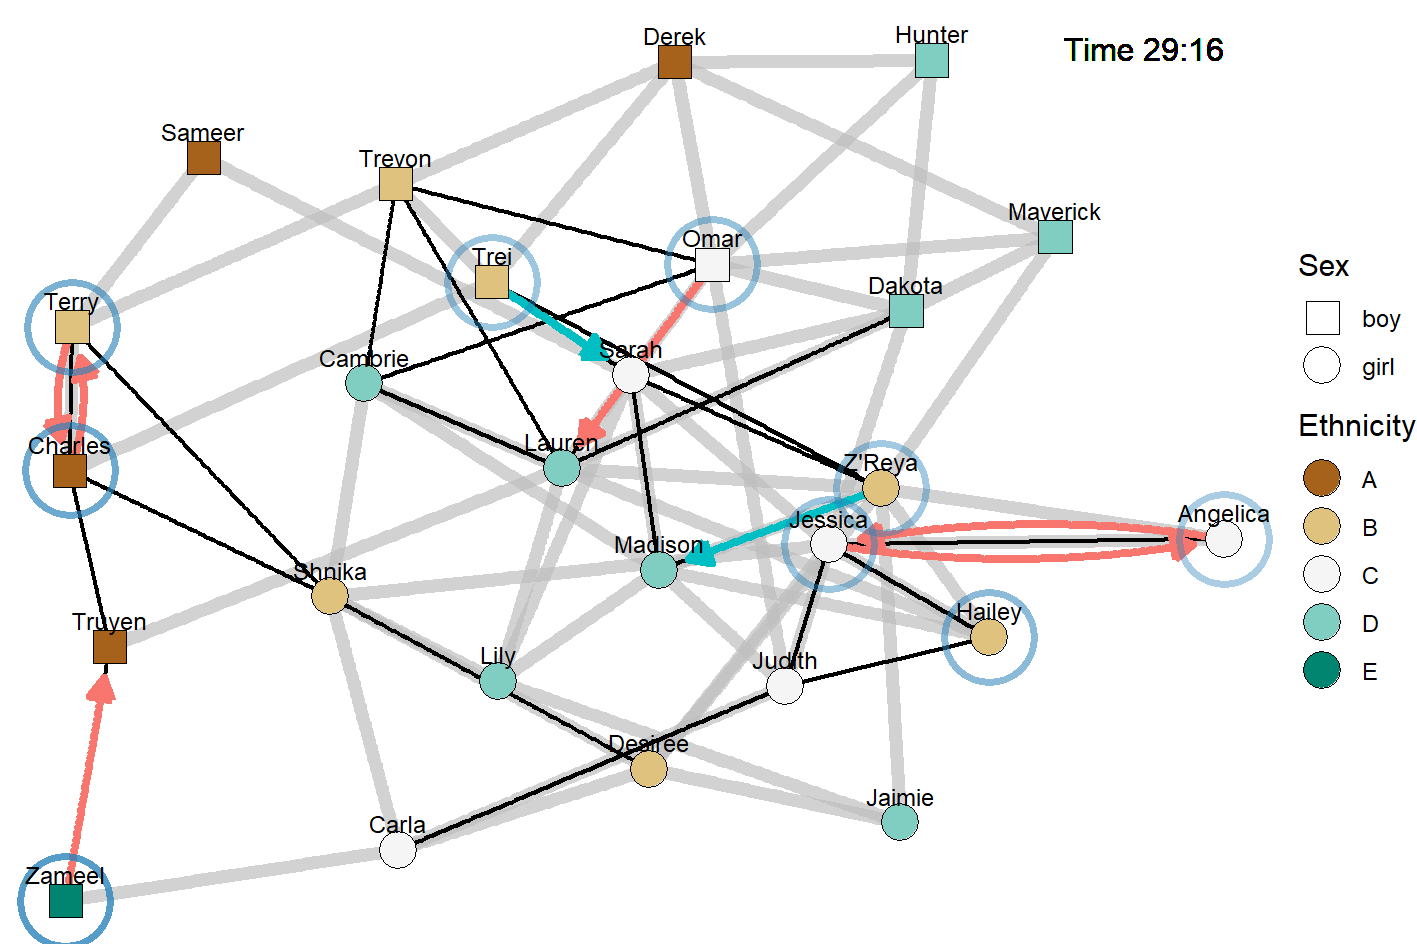 Derek
Hunter
Time 29:16
Sameer
Trevon
Maverick
Omar
Trei
Dakota
Terry
Sarah
Cambrie
Charles
Lauren
Z'Reya
Angelica
Jessica
Madison
Shnika
Hailey
Truyen
Lily
Judith
Desiree
Jaimie
Carla
Zameel
Sex
boy
girl
Ethnicity
A
B
C
D
E